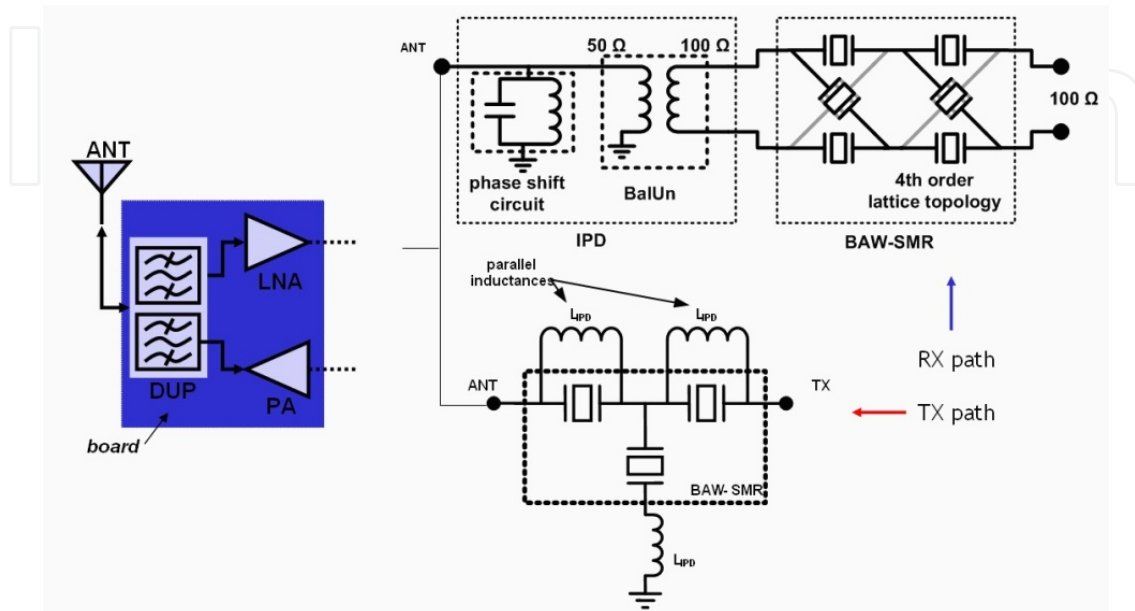 ANT
LNA
DUP
PA
board
ANT
50 Ω
100 Ω
phase shift
circuit
BalUn
IPD
100 Ω
4th order
lattice topology
BAW-SMR
parallel
inductances
LIPD
LIPD
ANT
TX
BAW- SMR
LIPD
RX path
TX path